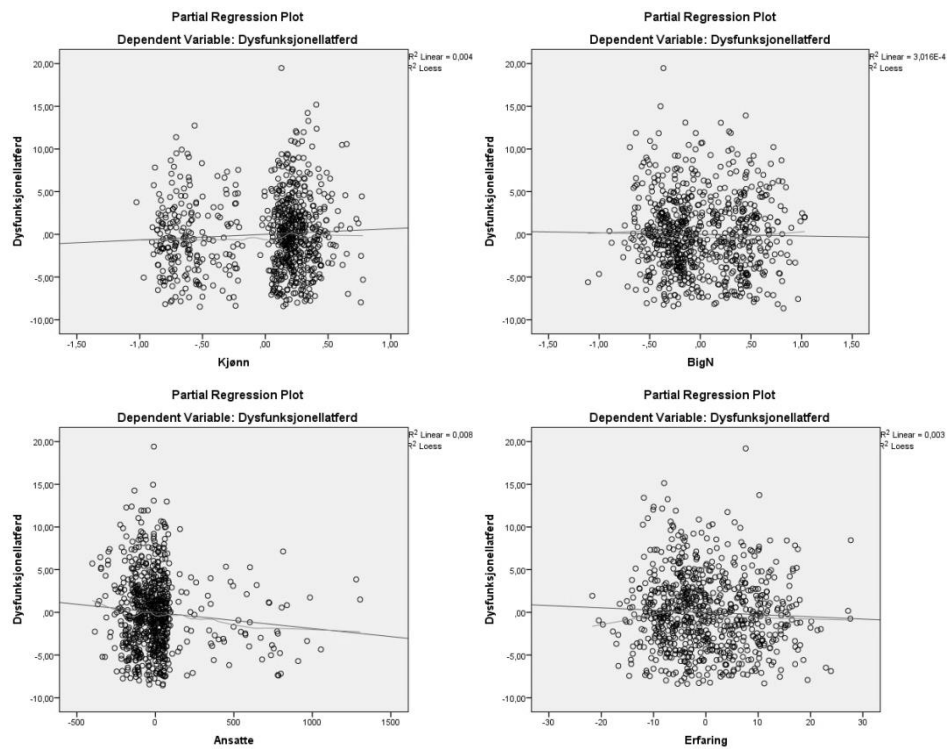 Partial Regression Plot
Dependent Variable: Dysfunksjonellatferd
R² Linear = 0,004
R² Loess
20,00
15,00
10,00
5,00
,00
-5,00
-10,00
Dysfunksjonellatferd
-1,50 -1,00 -,50 ,00 ,50 1,00
Kjønn
Partial Regression Plot
Dependent Variable: Dysfunksjonellatferd
R² Linear = 3,016E-4
R² Loess
20,00
15,00
10,00
5,00
,00
-5,00
-10,00
Dysfunksjonellatferd
-1,50 -1,00 -,50 ,00 ,50 1,00 1,50
BigN
Partial Regression Plot
Dependent Variable: Dysfunksjonellatferd
R² Linear = 0,008
R² Loess
20,00
15,00
10,00
5,00
,00
-5,00
-10,00
Dysfunksjonellatferd
-500 0 500 1000 1500
Ansatte
Partial Regression Plot
Dependent Variable: Dysfunksjonellatferd
R² Linear = 0,003
R² Loess
20,00
15,00
10,00
5,00
,00
-5,00
-10,00
Dysfunksjonellatferd
-30 -20 -10 0 10 20 30
Erfaring